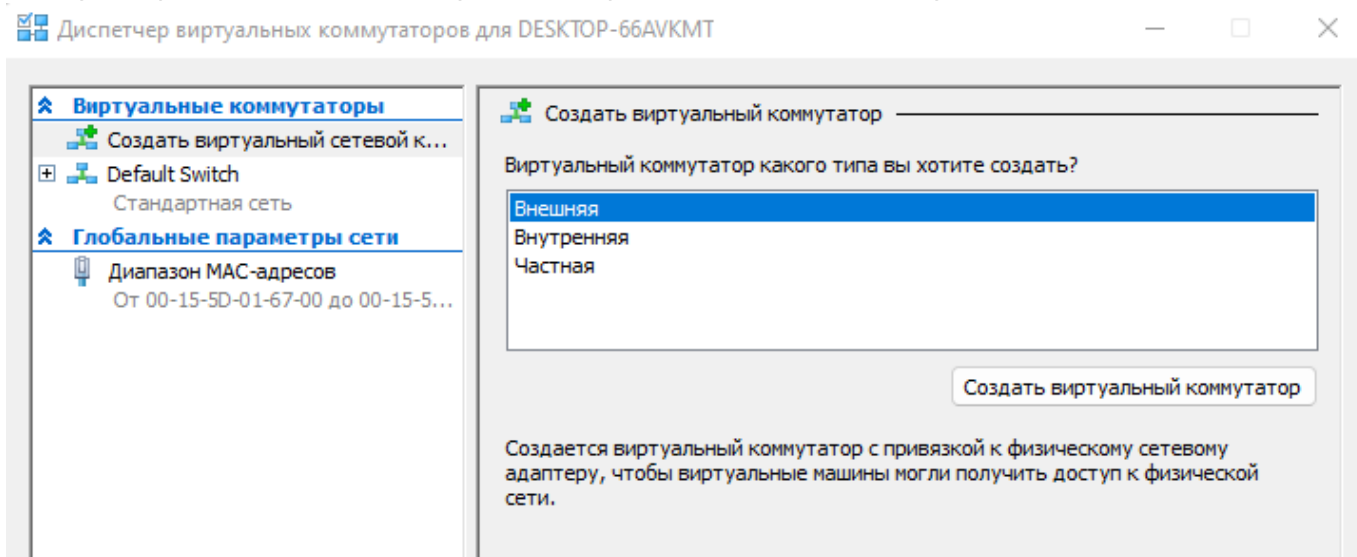 Диспетчер виртуальных коммутаторов для DESKTOP-66AVKMT
Виртуальные коммутаторы
Создать виртуальный сетевой к...
Default Switch
Стандартная сеть
Глобальные параметры сети
Диапазон MAC-адресов
От 00-15-5D-01-67-00 до 00-15-5...
Создать виртуальный коммутатор
Виртуальный коммутатор какого типа вы хотите создать?
Внешняя
Внутренняя
Частная
Создать виртуальный коммутатор
Создается виртуальный коммутатор с привязкой к физическому сетевому
адаптеру, чтобы виртуальные машины могли получить доступ к физической
сети.